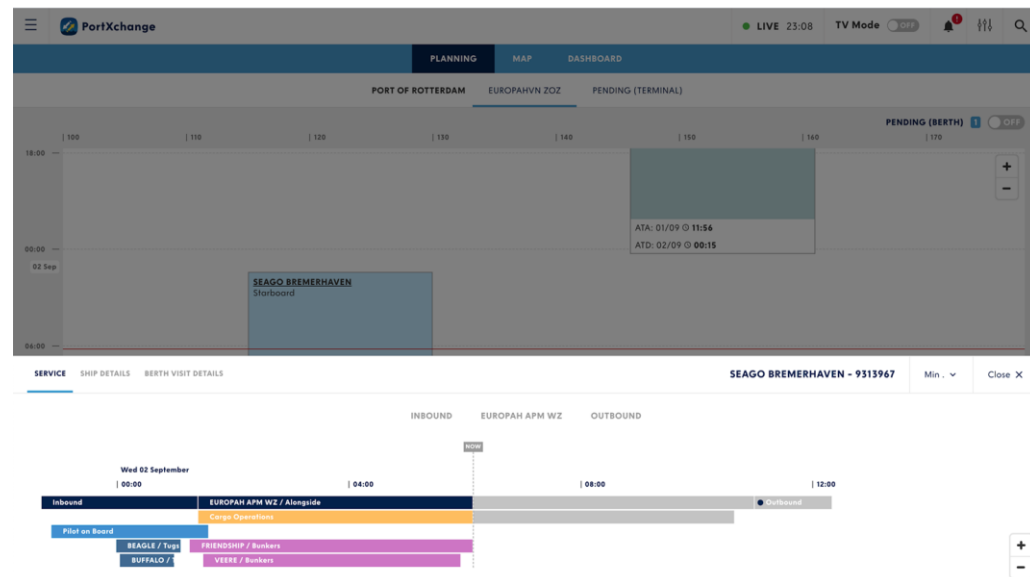 PortXchange
LIVE 23:08
TV Mode OFF
PLANNING MAP DASHBOARD
PORT OF ROTTERDAM EUROPAHVN ZOZ PENDING (TERMINAL)
PENDING (BERTH) 1 OFF
| 100 | 110 | 120 | 130 | 140 | 150 | 160 | 170
18:00
ATA: 01/09 11:56
ATD: 02/09 00:15
00:00
02 Sep
SEAGO BREMERHAVEN
Starboard
06:00
SERVICE SHIP DETAILS BERTH VISIT DETAILS
SEAGO BREMERHAVEN - 9313967 Min . Close X
INBOUND EUROPAH APM WZ OUTBOUND
NOW
Wed 02 September
| 00:00 | 04:00 | 08:00 | 12:00
Inbound EUROPAH APM WZ / Alongside Outbound
Cargo Operations
Pilot on Board
BEAGLE / Tugs FRIENDSHIP / Bunkers
BUFFALO / VEERE / Bunkers